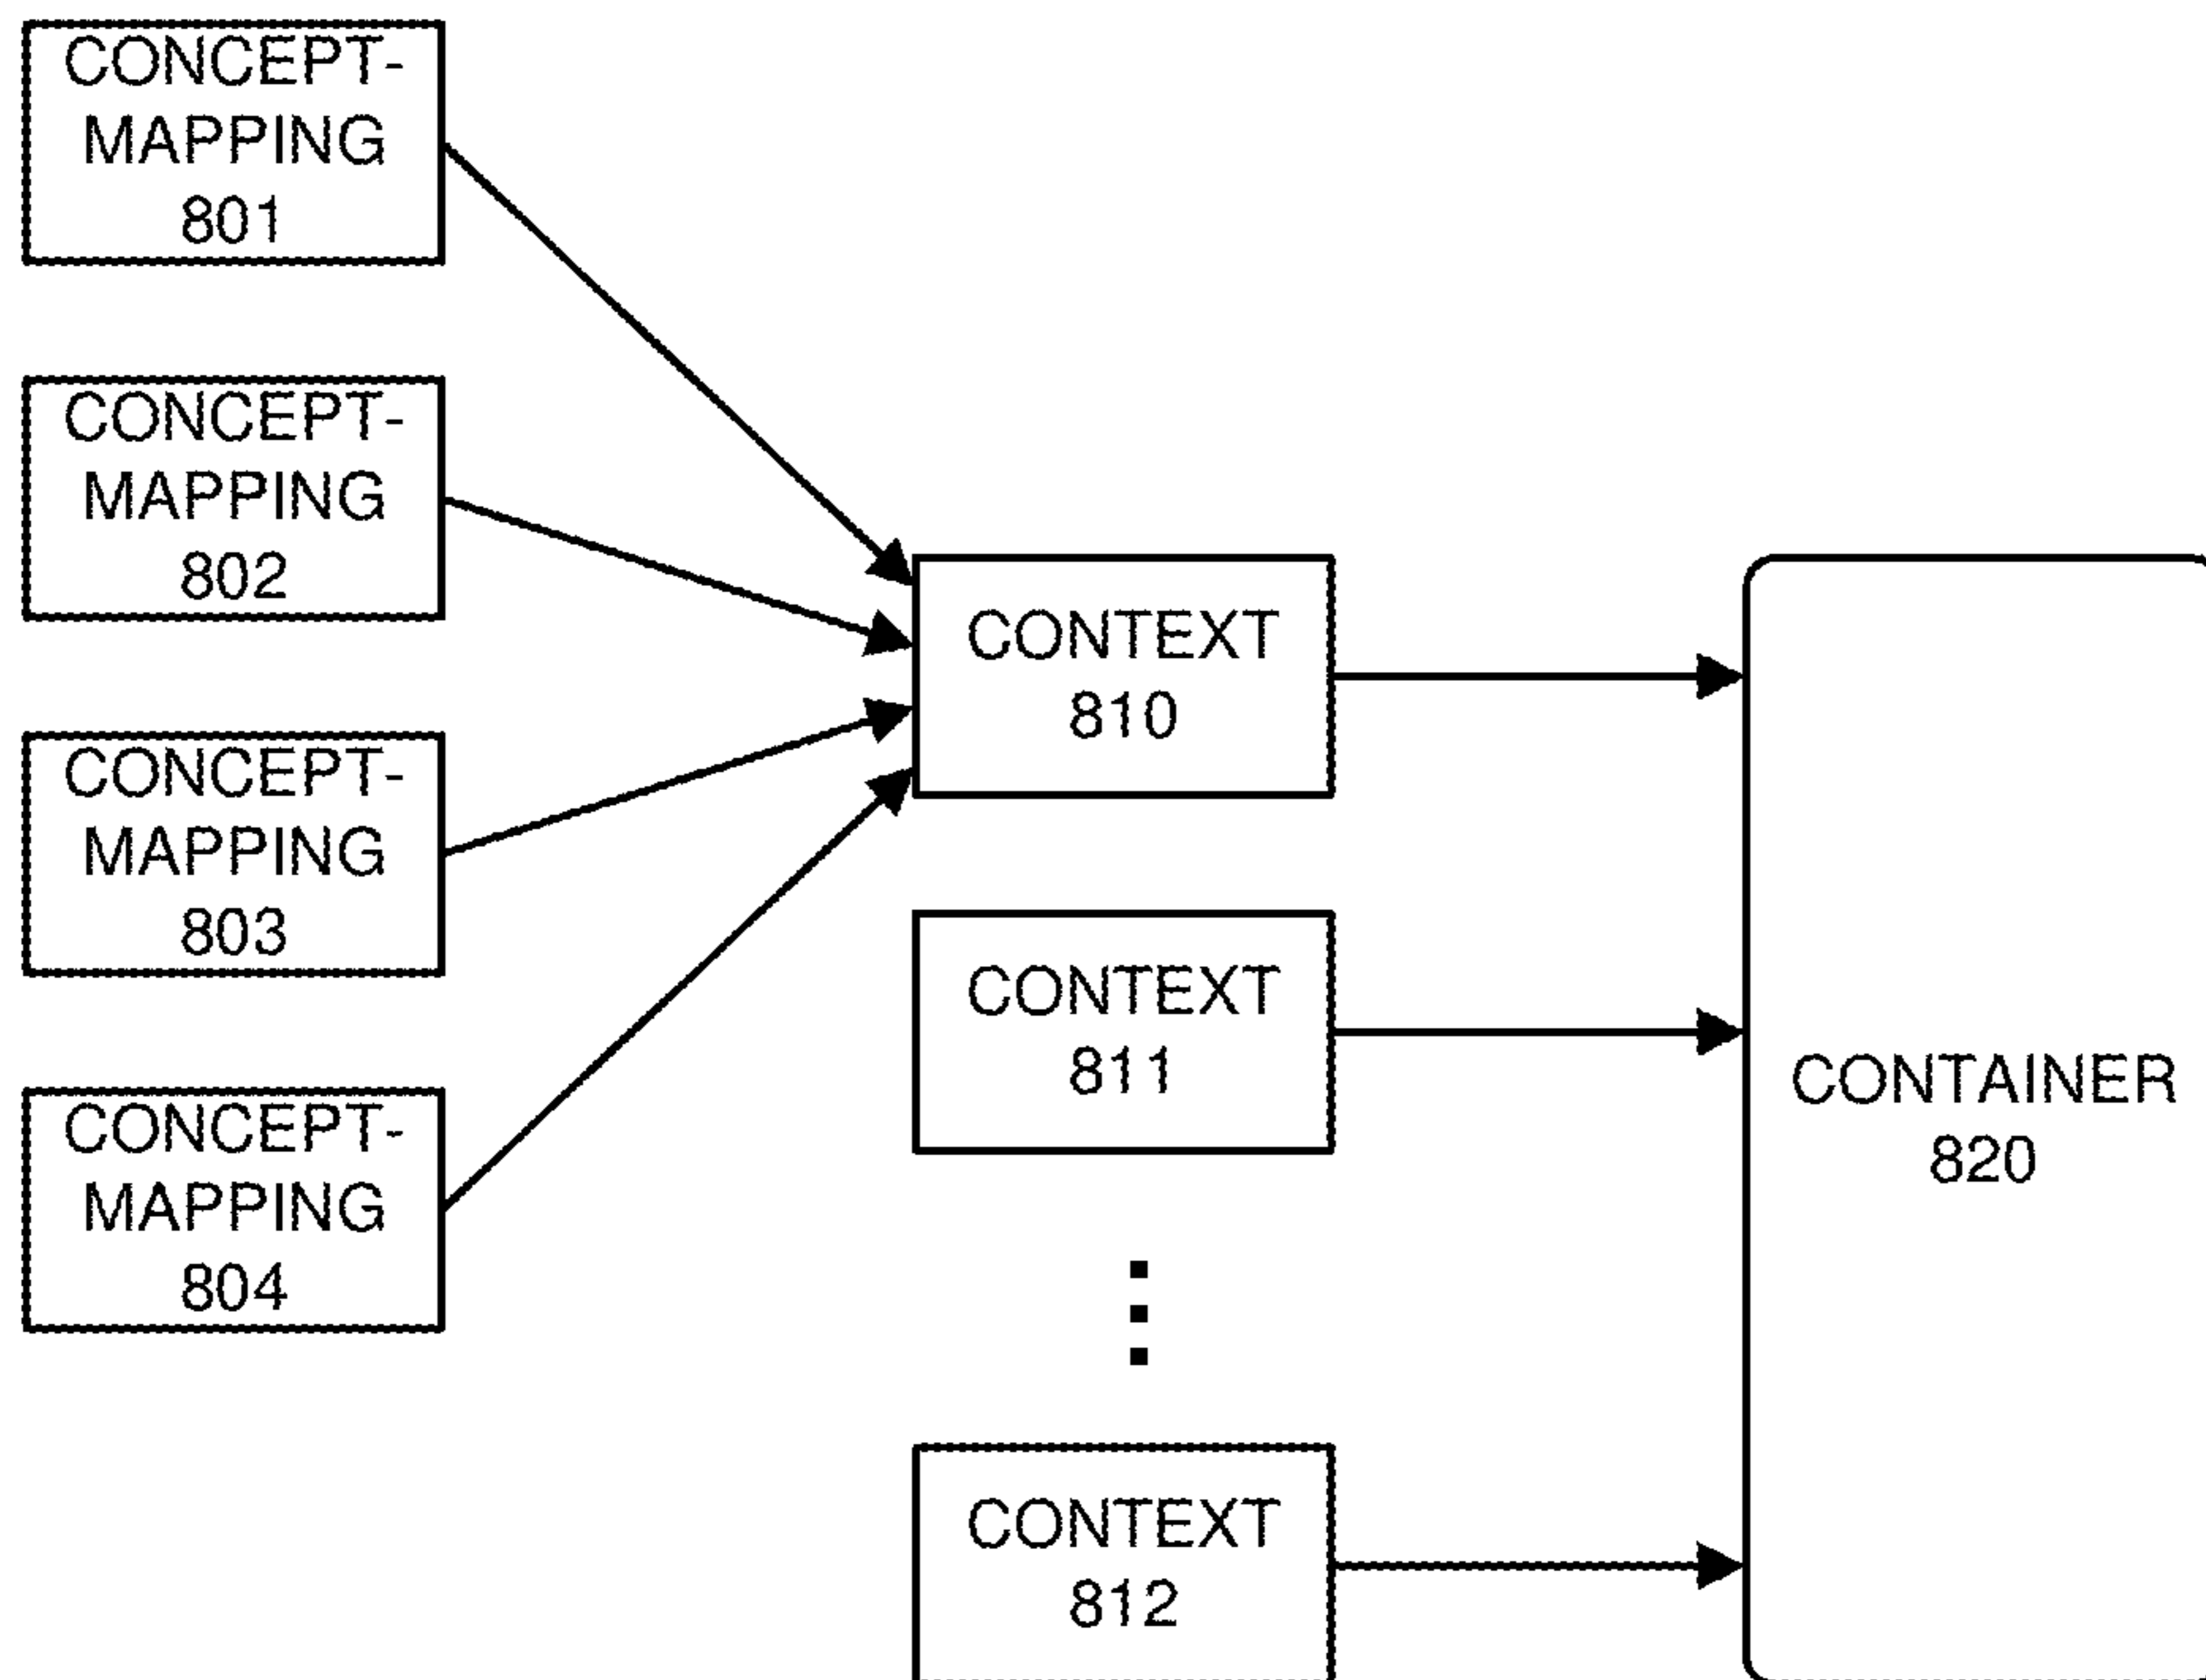 CONCEPT-
MAPPING
801
CONCEPT-
MAPPING
802
CONCEPT-
MAPPING
803
CONCEPT-
MAPPING
804
CONTEXT
810
CONTEXT
811
CONTEXT
812
CONTAINER
820